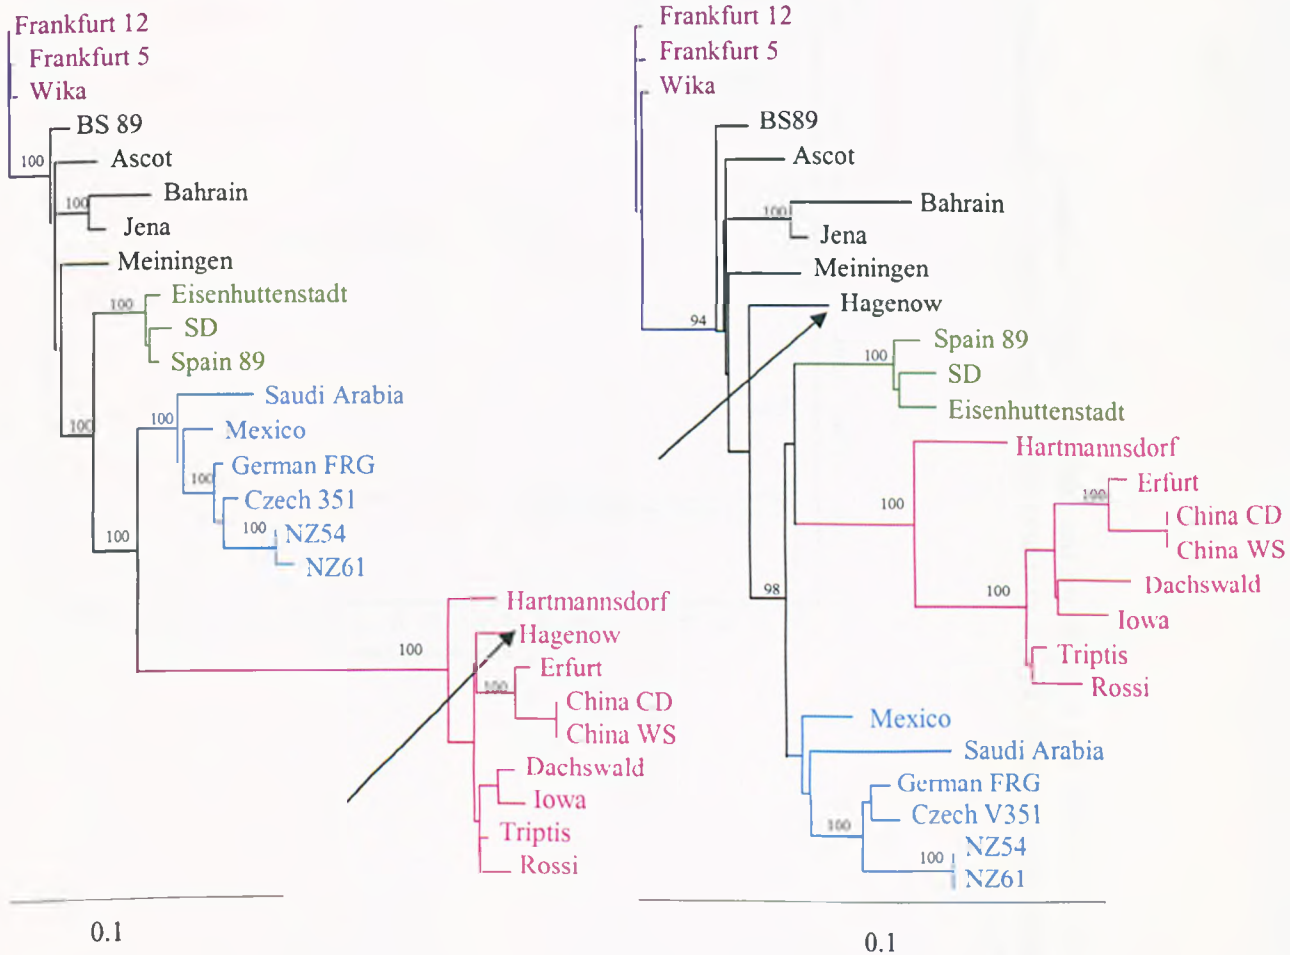 Frankfurt 12
Frankfurt 5
Wika
BS 89
100
Ascot
Bahrain
100
Jena
Meiningen
Eisenhuttenstadt
100
SD
Spain 89
Saudi Arabia
100
Mexico
100
German FRG
100
Czech 351
100
NZ54
NZ61
100
Hartmannsdorf
Hagenow
100
Erfurt
100
China CD
China WS
Dachswald
Iowa
Triptis
Rossi
0.1
Frankfurt 12
Frankfurt 5
Wika
BS89
Ascot
Bahrain
100
Jena
Meiningen
Hagenow
94
Spain 89
100
SD
Eisenhuttenstadt
Hartmannsdorf
Erfurt
100
100
China CD
China WS
Dachswald
100
Iowa
98
Triptis
Rossi
Mexico
Saudi Arabia
German FRG
Czech V351
100
NZ54
100
NZ61
0.1